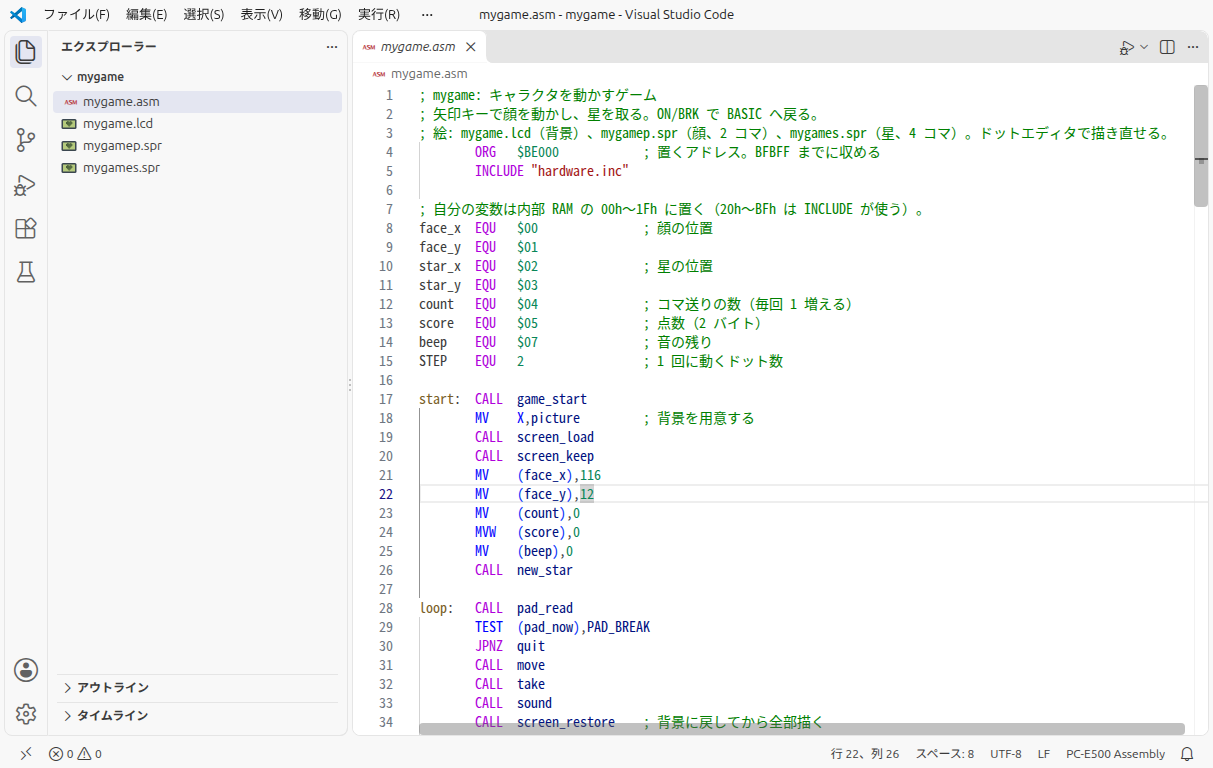 ファイル(F) 編集(E) 選択(S) 表示(V) 移動(G) 実行(R) ··· mygame.asm - mygame - Visual Studio Code
エクスプローラー ···
mygame
ASM mygame.asm
mygame.lcd
mygamep.spr
mygames.spr
アウトライン
タイムライン
ASM mygame.asm ···
ASM mygame.asm
1 ; mygame: キャラクタを動かすゲーム
2 ; 矢印キーで顔を動かし、星を取る。ON/BRK で BASIC へ戻る。
3 ; 絵: mygame.lcd（背景）、mygamep.spr（顔、2 コマ）、mygames.spr（星、4 コマ）。ドットエディタで描き直せる。
4 ORG $BE000 ; 置くアドレス。BFBFF までに収める
5 INCLUDE "hardware.inc"
6
7 ; 自分の変数は内部 RAM の 00h〜1Fh に置く（20h〜BFh は INCLUDE が使う）。
8 face_x EQU $00 ; 顔の位置
9 face_y EQU $01
10 star_x EQU $02 ; 星の位置
11 star_y EQU $03
12 count EQU $04 ; コマ送りの数（毎回 1 増える）
13 score EQU $05 ; 点数（2 バイト）
14 beep EQU $07 ; 音の残り
15 STEP EQU 2 ; 1 回に動くドット数
16
17 start: CALL game_start
18 MV X,picture ; 背景を用意する
19 CALL screen_load
20 CALL screen_keep
21 MV (face_x),116
22 MV (face_y),12
23 MV (count),0
24 MVW (score),0
25 MV (beep),0
26 CALL new_star
27
28 loop: CALL pad_read
29 TEST (pad_now),PAD_BREAK
30 JPNZ quit
31 CALL move
32 CALL take
33 CALL sound
34 CALL screen_restore ; 背景に戻してから全部描く
0 0 行 22、列 26 スペース: 8 UTF-8 LF PC-E500 Assembly